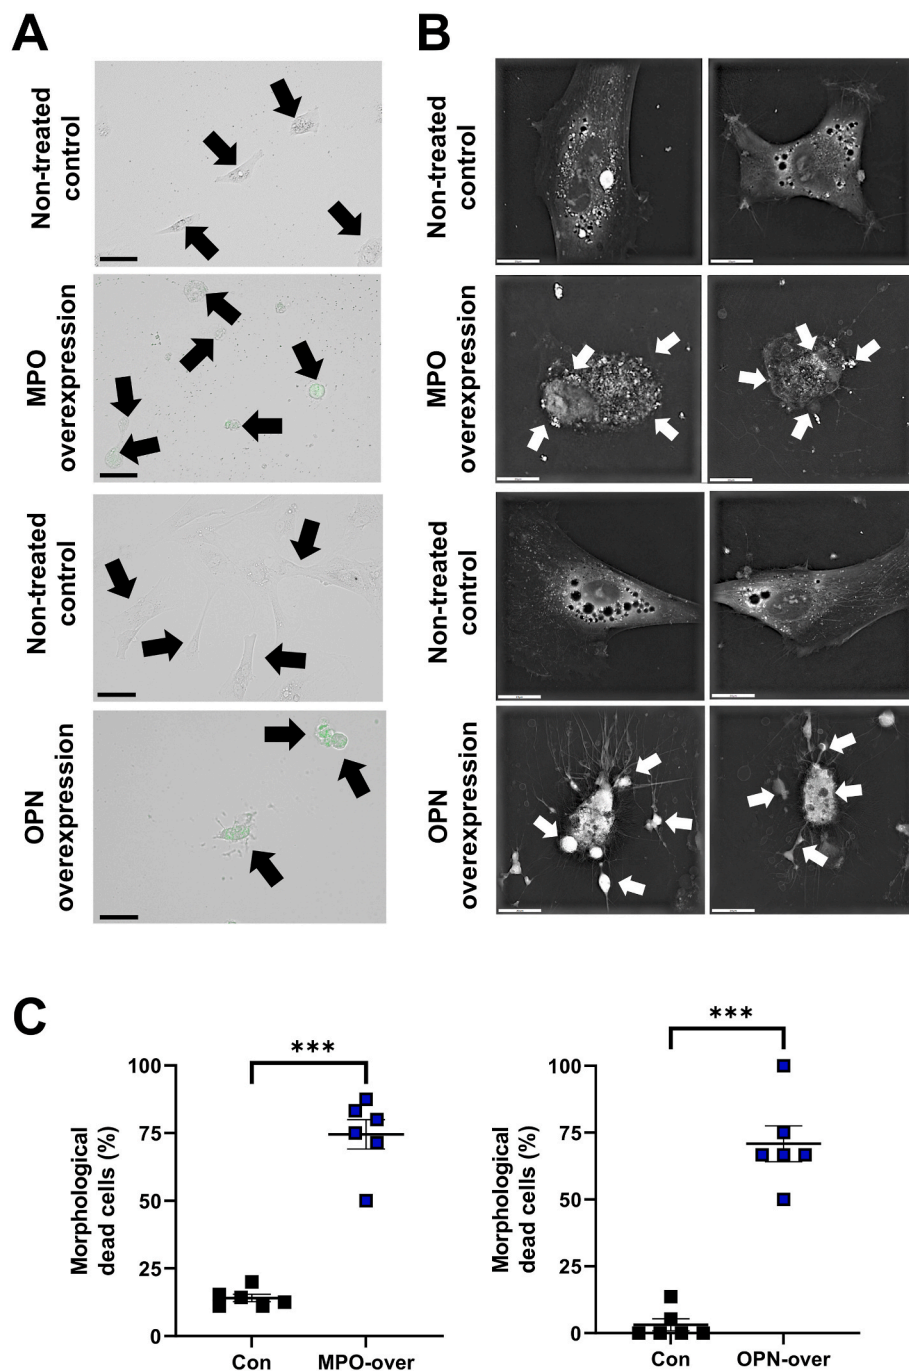 A
B
Non-treated
control
Non-treated
control
MPO
overexpression
MPO
overexpression
Non-treated
control
Non-treated
control
OPN
overexpression
OPN
overexpression
C
***
100
75
50
25
0
Morphological
dead cells (%)
Con
MPO-over
***
100
75
50
25
0
Morphological
dead cells (%)
Con
OPN-over